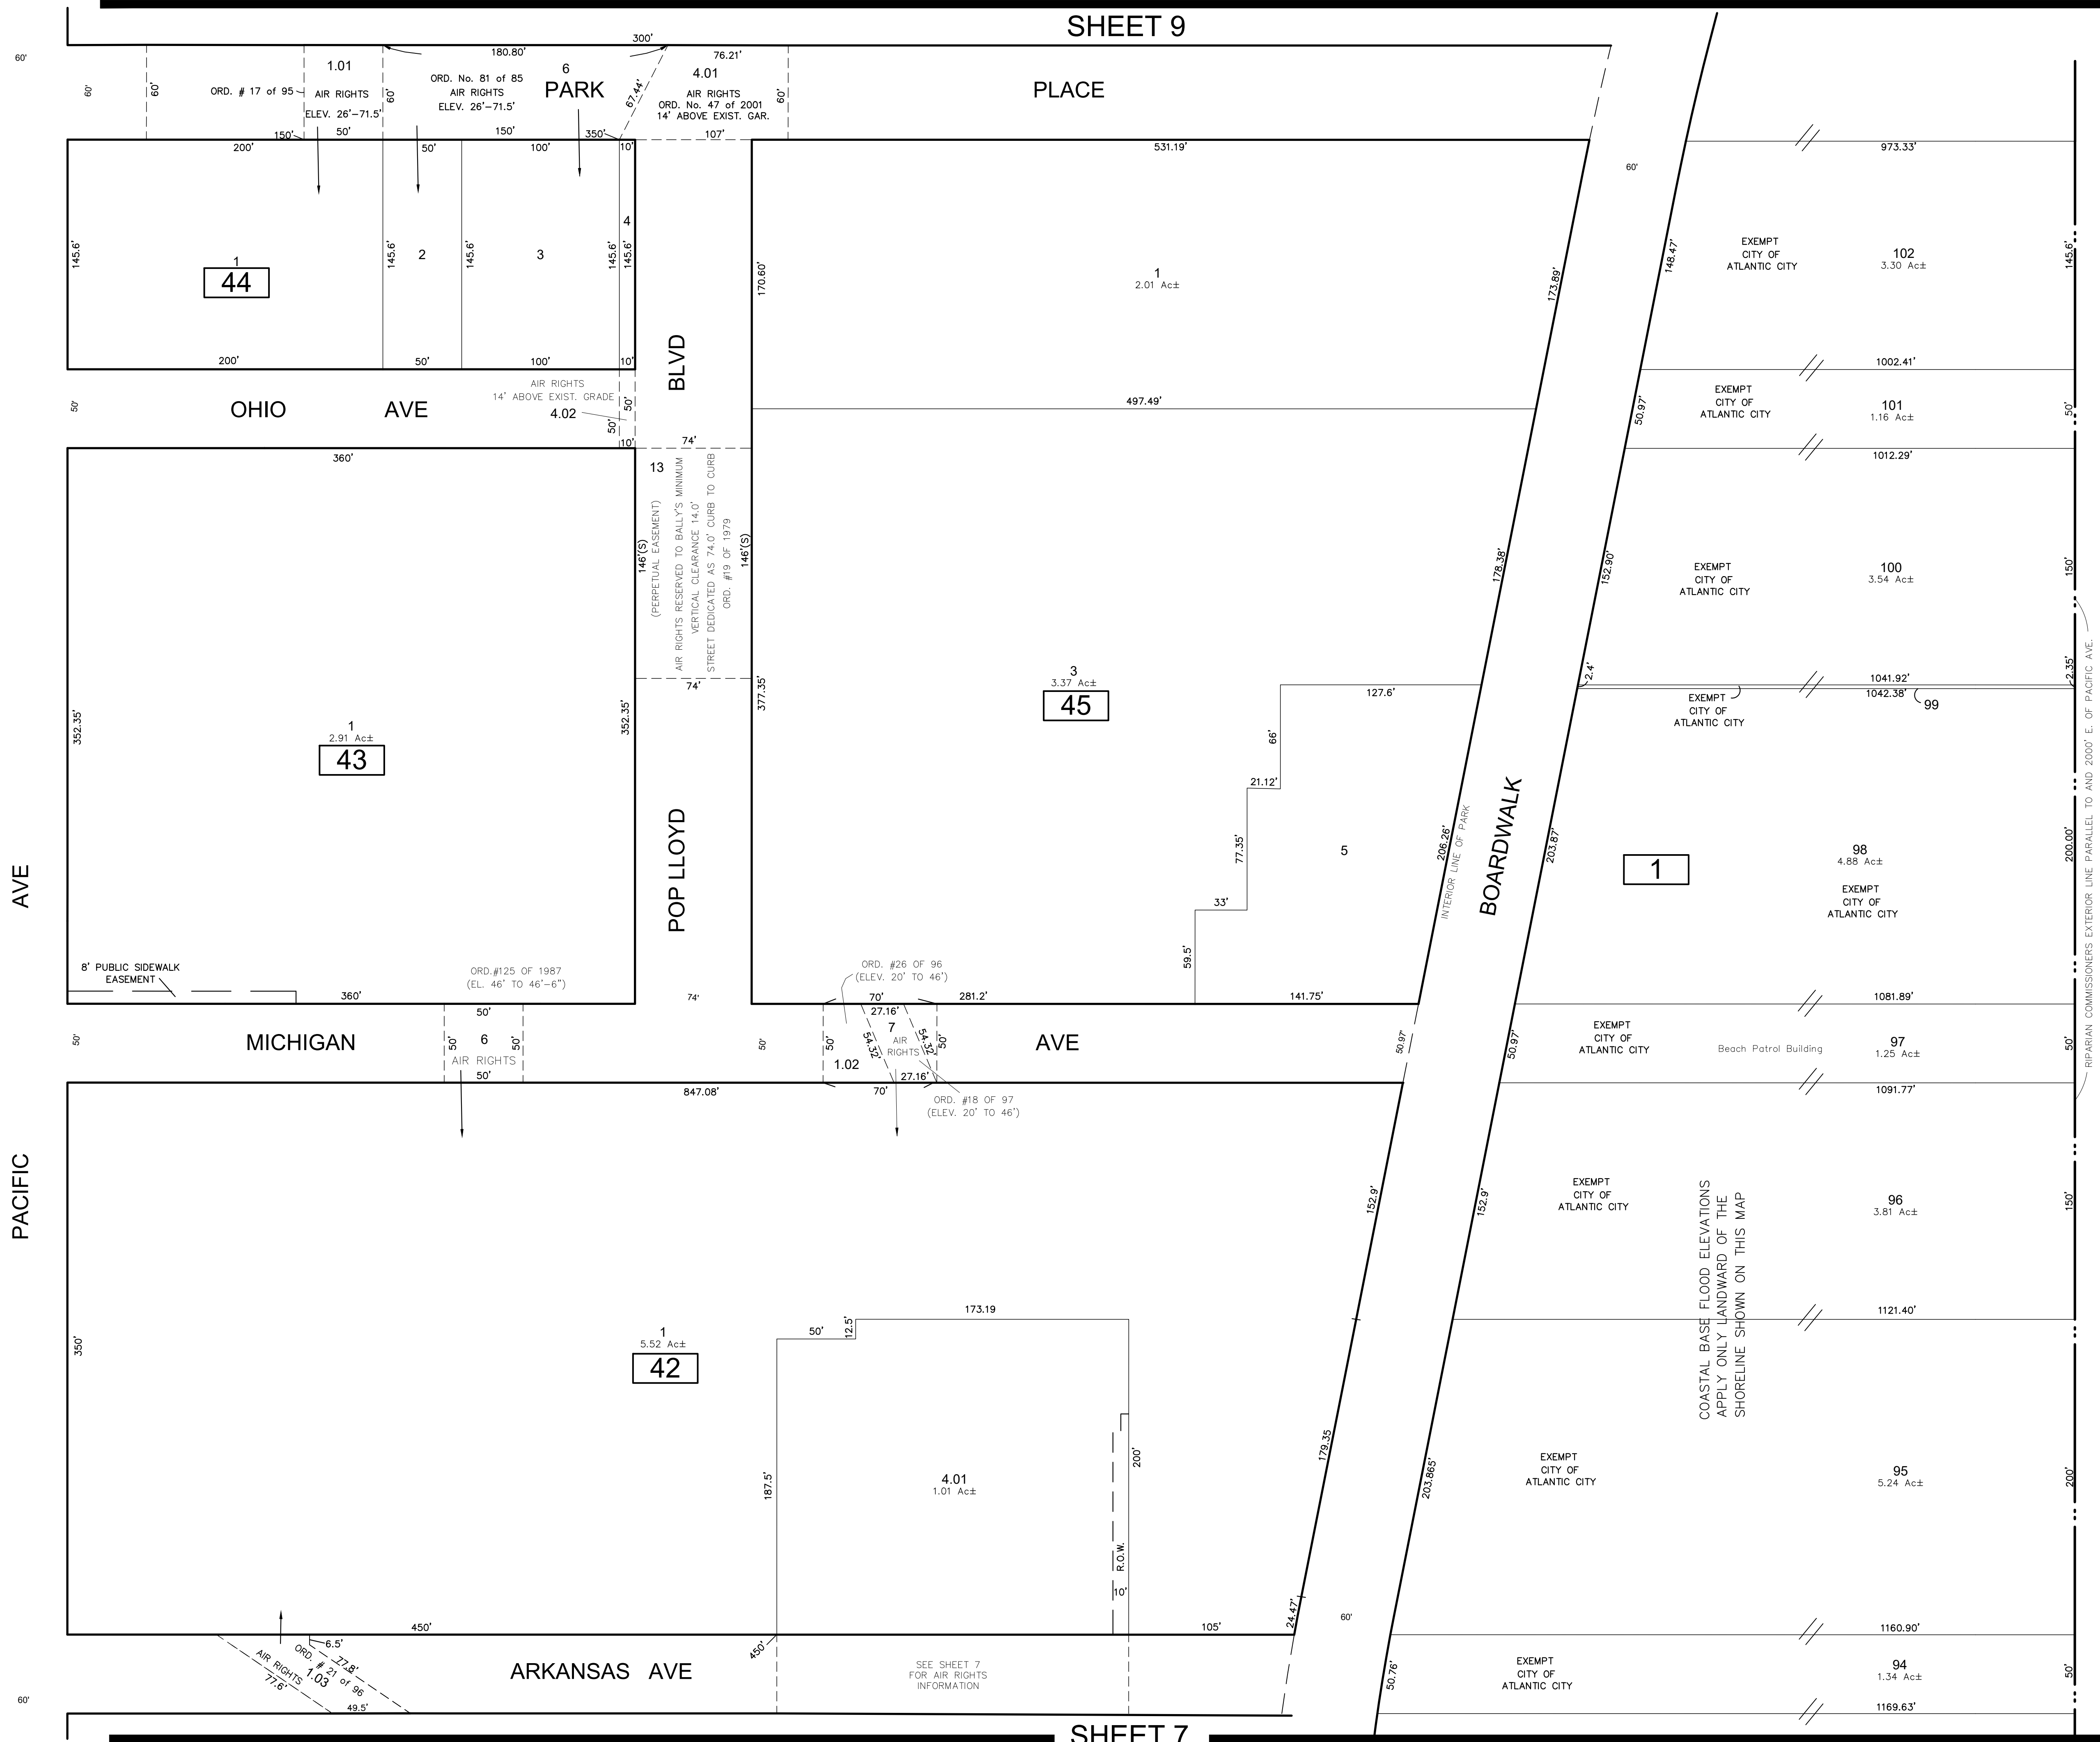 SHEET 9
60'
300'
180.80'
76.21'
1.01
6
4.01
60'
60'
ORD. # 17 of 95
AIR RIGHTS
ELEV. 26'-71.5'
60'
ORD. No. 81 of 85
AIR RIGHTS
ELEV. 26'-71.5'
PARK
67.44'
AIR RIGHTS
ORD. No. 47 of 2001
14' ABOVE EXIST. GAR.
60'
PLACE
150'
50'
150'
350'
107'
200'
50'
100'
10'
531.19'
60'
973.33'
145.6'
1
44
145.6'
2
145.6'
3
145.6'
4
145.6'
170.60'
1
2.01 Ac±
173.89'
148.47'
EXEMPT
CITY OF
ATLANTIC CITY
102
3.30 Ac±
145.6'
200'
50'
100'
10'
BLVD
1002.41'
50'
OHIO
AVE
AIR RIGHTS
14' ABOVE EXIST. GRADE
4.02
50'
50'
10'
497.49'
50.97'
EXEMPT
CITY OF
ATLANTIC CITY
101
1.16 Ac±
50'
360'
74'
1012.29'
13
(PERPETUAL EASEMENT)
AIR RIGHTS RESERVED TO BALLY'S MINIMUM
VERTICAL CLEARANCE 14.0'
STREET DEDICATED AS 74.0' CURB TO CURB
ORD. #19 OF 1979
146'(S)
146'(S)
74'
178.38'
152.90'
EXEMPT
CITY OF
ATLANTIC CITY
100
3.54 Ac±
150'
352.35'
1
2.91 Ac±
43
352.35'
377.35'
3
3.37 Ac±
45
127.6'
66'
21.12'
77.35'
33'
59.5'
5
2.4'
1041.92'
1042.38'
2.35'
EXEMPT
CITY OF
ATLANTIC CITY
99
RIPARIAN COMMISSIONERS EXTERIOR LINE PARALLEL TO AND 2000' E. OF PACIFIC AVE.
AVE
POP LLOYD
206.26'
INTERIOR LINE OF PARK
BOARDWALK
203.87'
1
98
4.88 Ac±
EXEMPT
CITY OF
ATLANTIC CITY
200.00'
8' PUBLIC SIDEWALK
EASEMENT
360'
ORD.#125 OF 1987
(EL. 46' TO 46'-6")
74'
ORD. #26 OF 96
(ELEV. 20' TO 46')
70'
281.2'
141.75'
1081.89'
50'
MICHIGAN
50'
50'
6
50'
AIR RIGHTS
50'
50'
50'
27.16'
54.32'
7
AIR
RIGHTS
54.32'
50'
1.02
27.16'
70'
AVE
50.97'
50.97'
EXEMPT
CITY OF
ATLANTIC CITY
Beach Patrol Building
97
1.25 Ac±
50'
847.08'
ORD. #18 OF 97
(ELEV. 20' TO 46')
1091.77'
PACIFIC
152.9'
152.9'
EXEMPT
CITY OF
ATLANTIC CITY
96
3.81 Ac±
150'
COASTAL BASE FLOOD ELEVATIONS
APPLY ONLY LANDWARD OF THE
SHORELINE SHOWN ON THIS MAP
350'
1
5.52 Ac±
42
50'
12.5'
173.19
1121.40'
187.5'
4.01
1.01 Ac±
200'
R.O.W.
10'
179.35
203.865'
EXEMPT
CITY OF
ATLANTIC CITY
95
5.24 Ac±
200'
24.47'
60'
450'
450'
105'
1160.90'
6.5'
27.8'
ORD. # 21 of 96
1.03
AIR RIGHTS
77.6'
49.5'
ARKANSAS AVE
SEE SHEET 7
FOR AIR RIGHTS
INFORMATION
50.76'
EXEMPT
CITY OF
ATLANTIC CITY
94
1.34 Ac±
50'
60'
1169.63'
SHEET 7